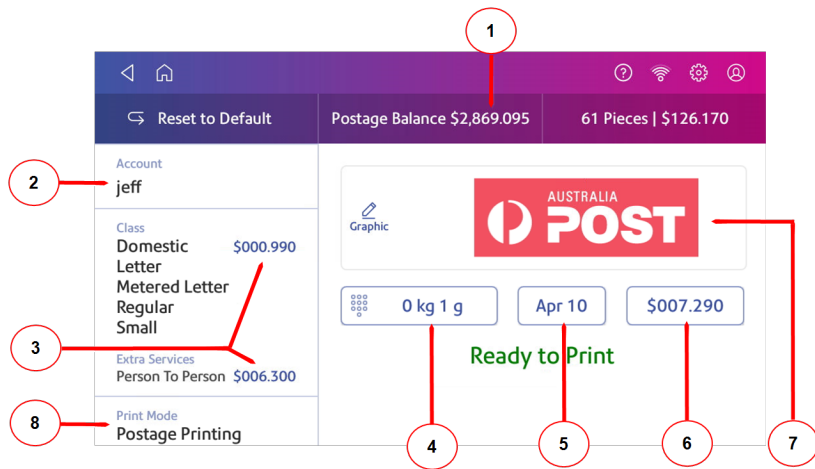 1
Reset to Default
Postage Balance $2,869.095
61 Pieces | $126.170
2
Account
jeff
Graphic
AUSTRALIA
POST
Class
Domestic $000.990
Letter
Metered Letter
Regular
Small
0 kg 1 g
Apr 10
$007.290
3
Ready to Print
Extra Services
Person To Person $006.300
8
Print Mode
Postage Printing
4
5
6
7